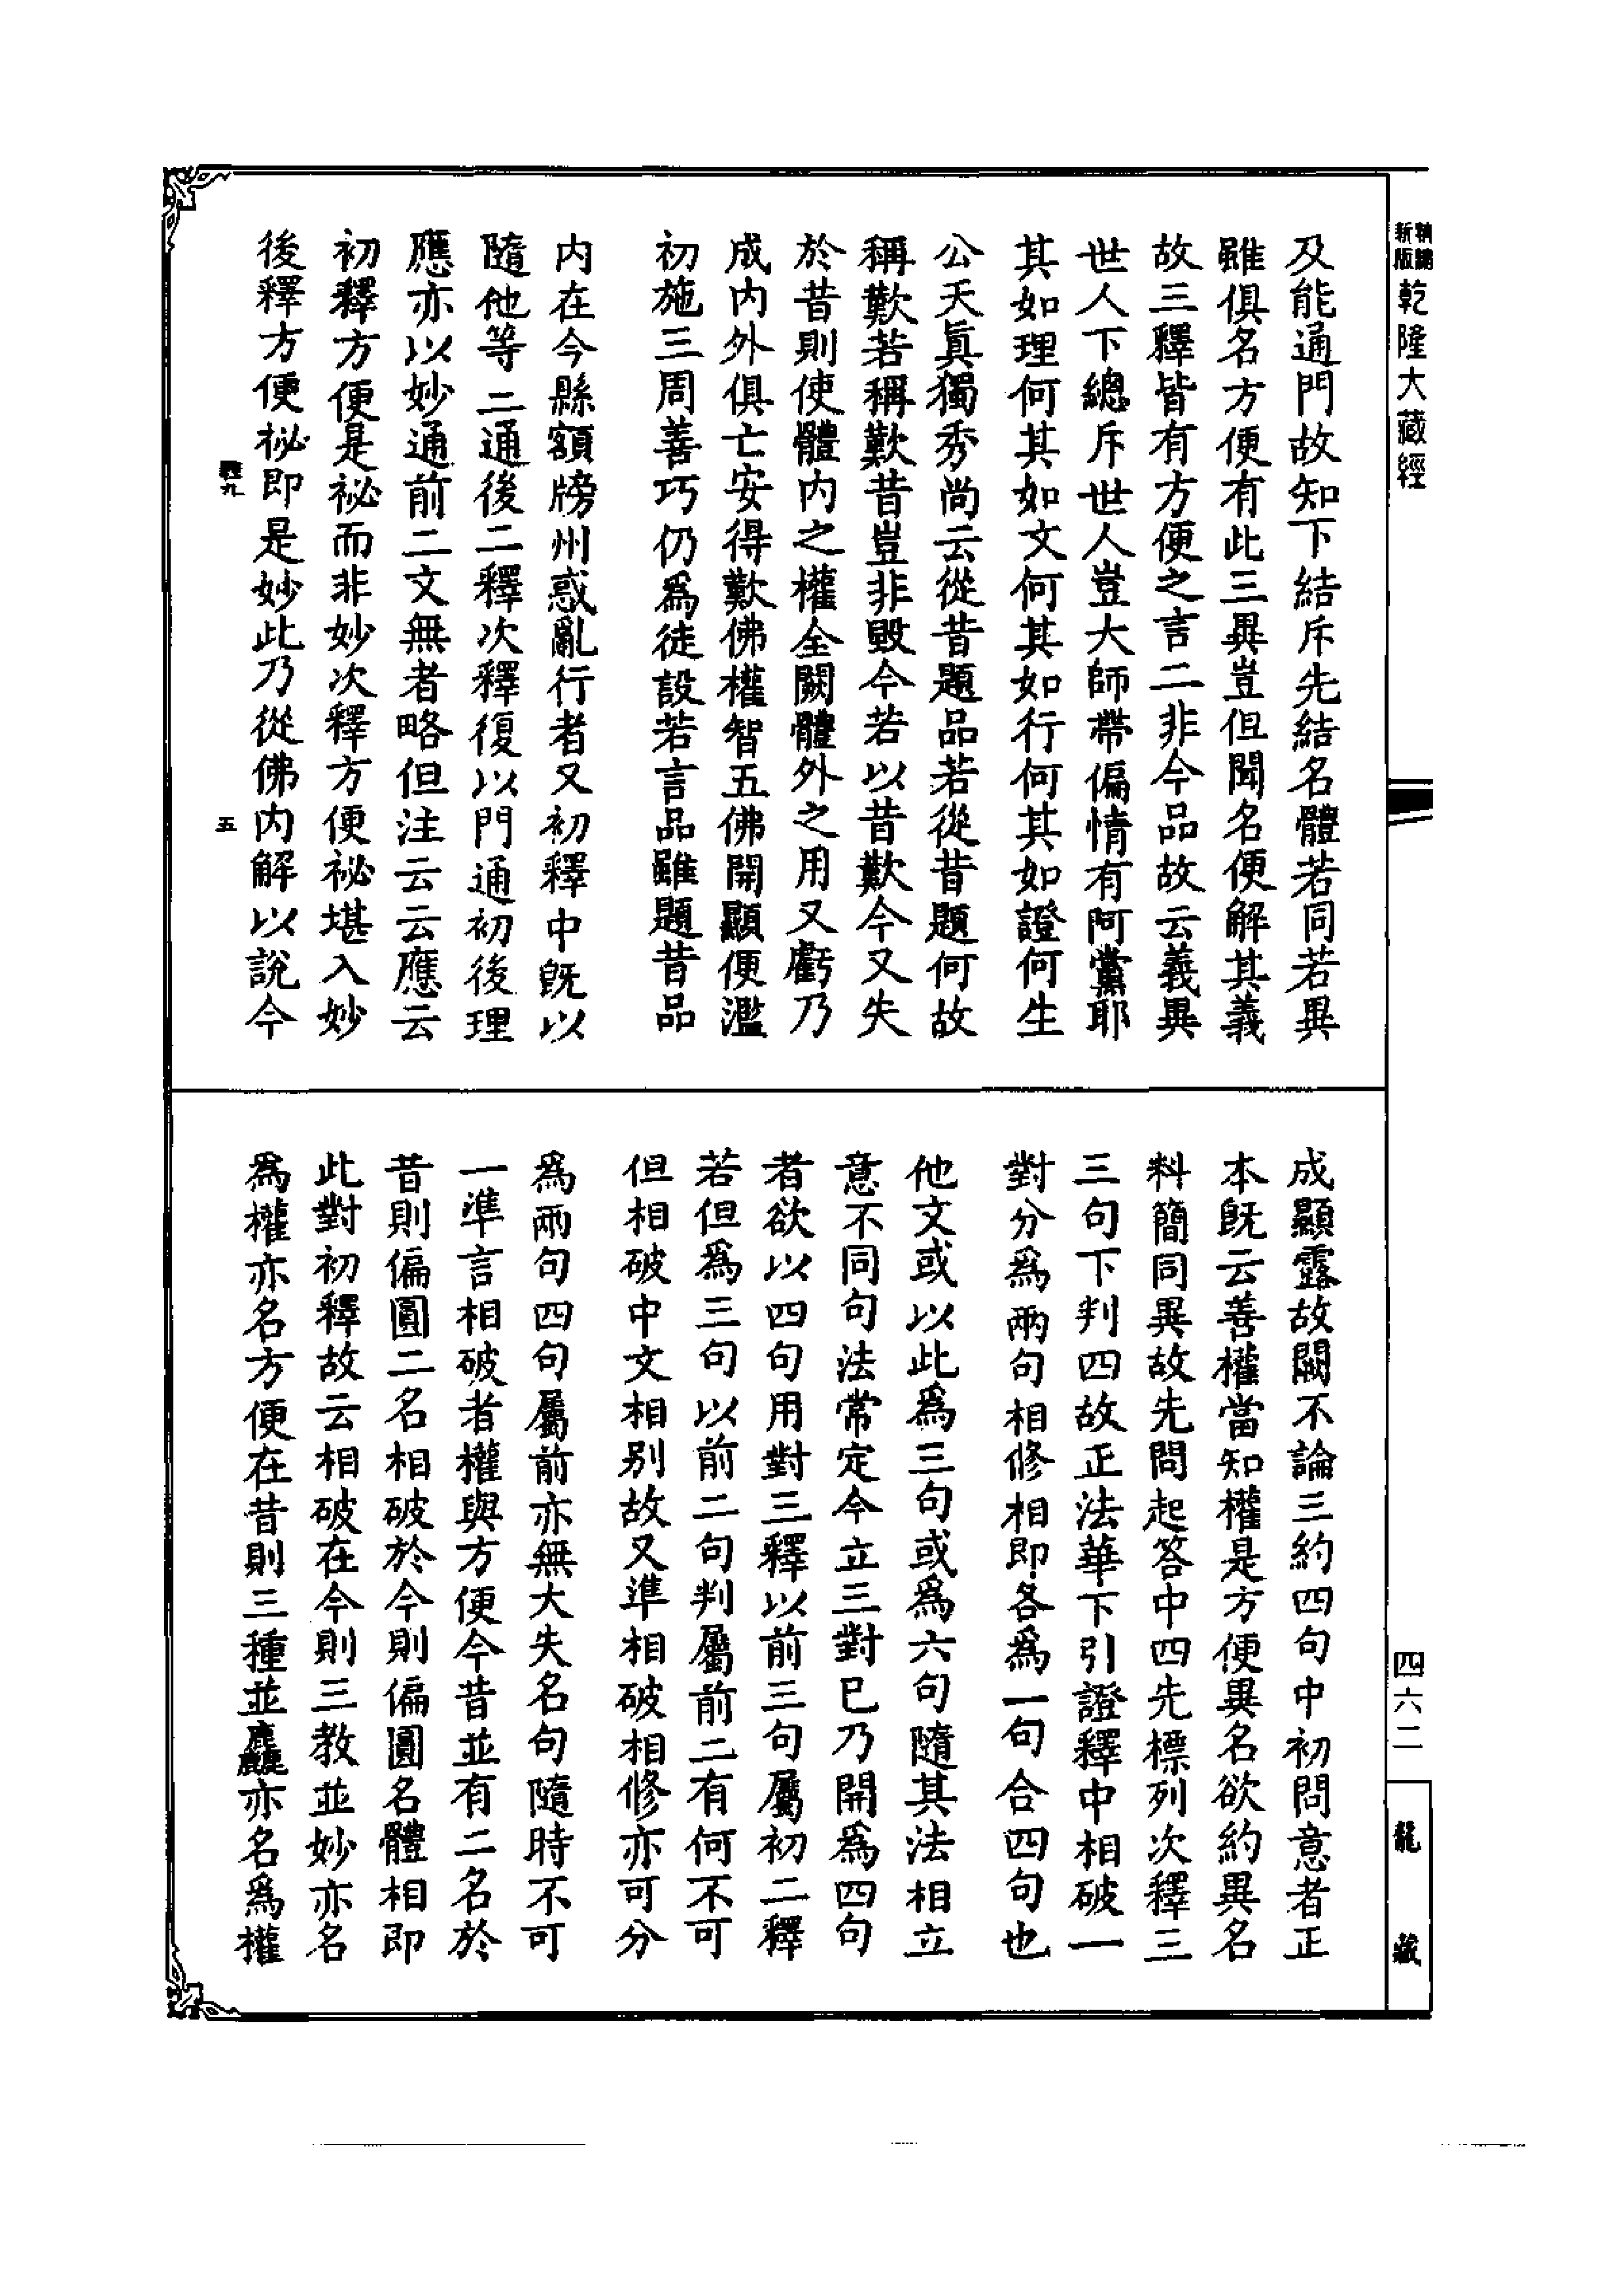 新版
乾隆大藏經
四六二
龍藏
及能通門故知下結斥先結名體若同若異
雖俱名方便有此三異豈但聞名便解其義
故三釋皆有方便之言二非今品故云義異
世人下總斥世人豈大師帶偏情有阿黨耶
其如理何其如文何其如行何其如證何生
公天真獨秀尚云從昔題品若從昔題何故
稱歎若稱歎昔豈非毀今若以昔歎今又失
於昔則使體內之權全闕體外之用又虧乃
成內外俱亡安得歎佛權智五佛開顯便濫
初施三周善巧仍為徒設若言品雖題昔品
內在今縣額牓州惑亂行者又初釋中既以
隨他等二通後二釋次釋復以門通初後理
應亦以妙通前二文無者略但注云云應云
初釋方便是祕而非妙次釋方便祕堪入妙
後釋方便祕即是妙此乃從佛內解以說今
義九
五
成顯露故闕不論三約四句中初問意者正
本既云善權當知權是方便異名欲約異名
料簡同異故先問起答中四先標列次釋三
三句下判四故正法華下引證釋中相破一
對分為兩句相修相即各為一句合四句也
他文或以此為三句或為六句隨其法相立
意不同句法常定今立三對已乃開為四句
者欲以四句用對三釋以前三句屬初二釋
若但為三句以前二句判屬前二有何不可
但相破中文相別故又準相破相修亦可分
為兩句四句屬前亦無大失名句隨時不可
一準言相破者權與方便今昔並有二名於
昔則偏圓二名相破於今則偏圓名體相即
此對初釋故云相破在今則三教並妙亦名
為權亦名方便在昔則三種並麤亦名為權